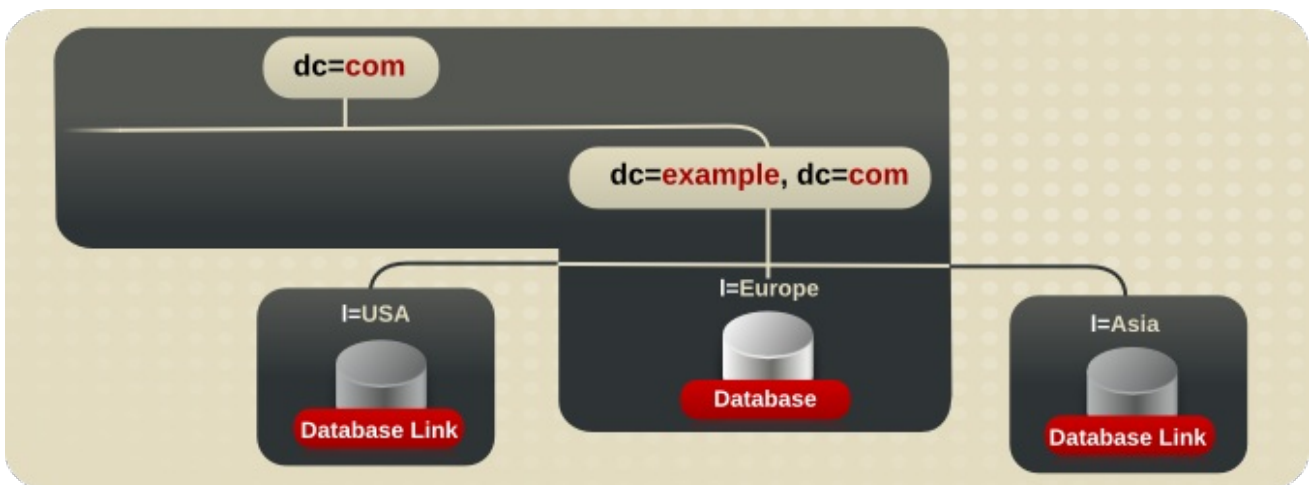 dc=com
dc=example, dc=com
l=Europe
l=USA
l=Asia
Database
Database Link
Database Link